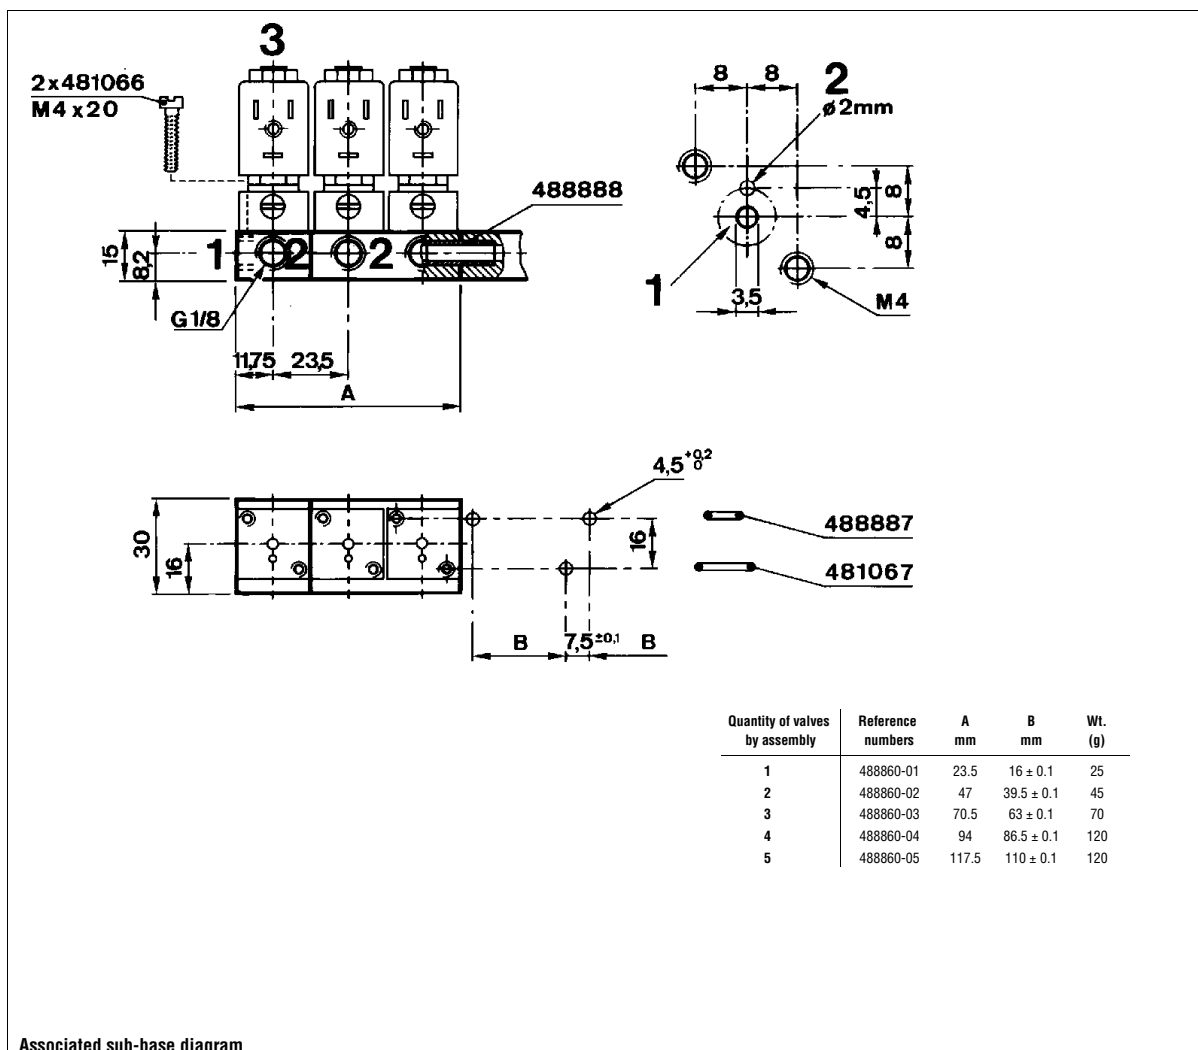 3
2x481066
M4x20
488888
15
8,2
1
2
2
G1/8
11,75
23,5
A
8
8
2
ø2mm
4,5
8
8
1
3,5
M4
4,5 +0,2 0
30
16
16
488887
481067
B
7,5 ±0,1
B
Quantity of valves by assembly Reference numbers A mm B mm Wt. (g)
1 488860-01 23.5 16 ± 0.1 25
2 488860-02 47 39.5 ± 0.1 45
3 488860-03 70.5 63 ± 0.1 70
4 488860-04 94 86.5 ± 0.1 120
5 488860-05 117.5 110 ± 0.1 120
Associated sub-base diagram